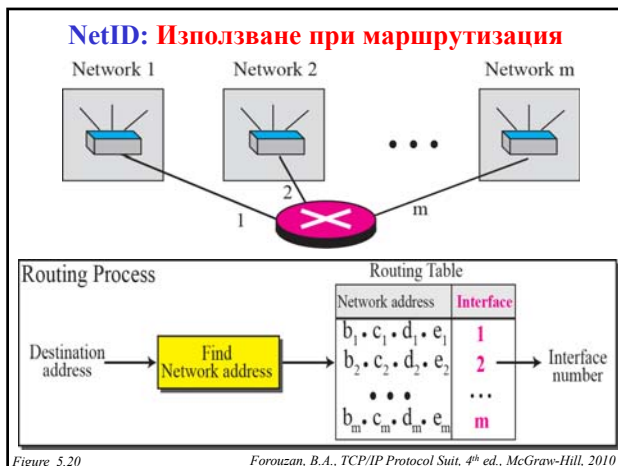 NetID: Използване при маршрутизация
Network 1
Network 2
Network m
• • •
1
2
m
Routing Process
Routing Table
Network address
Interface
Destination address
Find Network address
b1 . c1 . d1 . e1
1
b2 . c2 . d2 . e2
2
• • •
...
bm . cm . dm . em
m
Interface number
Figure 5.20
Forouzan, B.A., TCP/IP Protocol Suit, 4th ed., McGraw-Hill, 2010